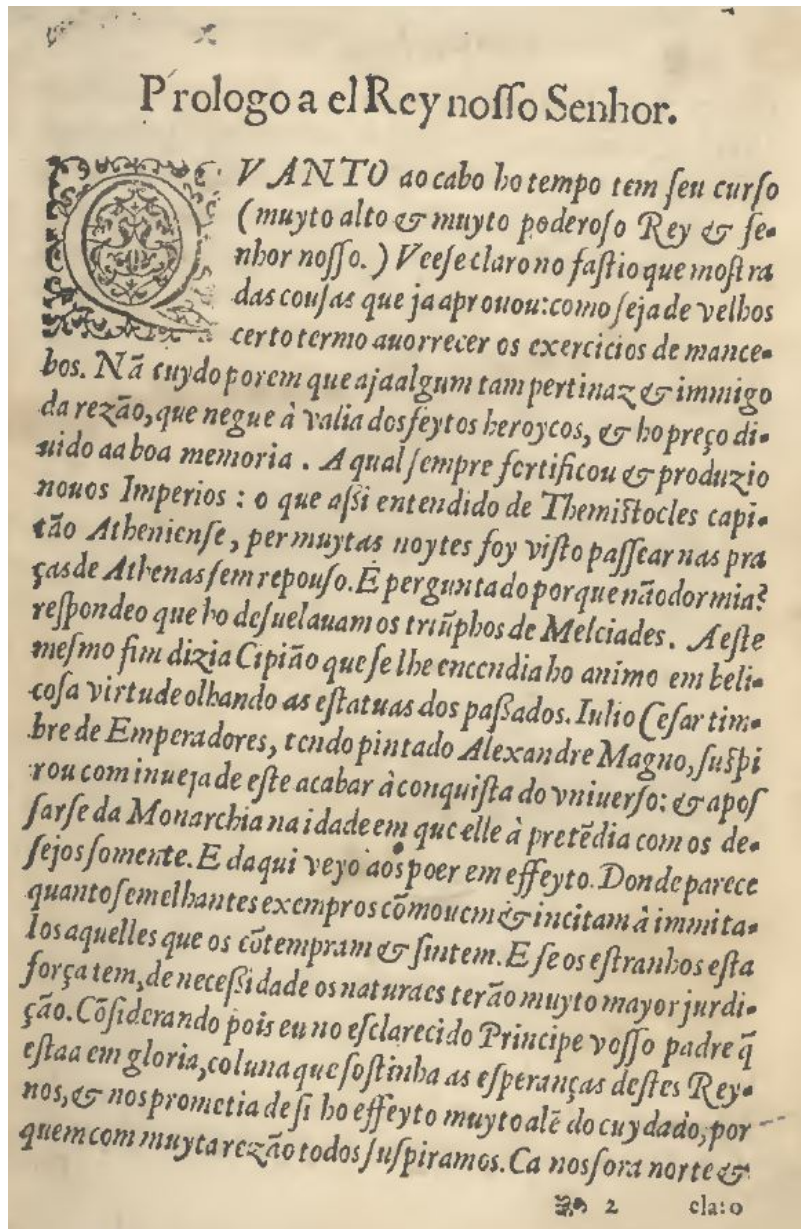 Prologo a el Rey nosso Senhor.
QVANTO ao cabo ho tempo tem seu curso
(muyto alto & muyto poderoso Rey & se-
nhor nosso.) Veese claro no fastio que mostra
das cousas que ja aprouou: como seja de velhos
certo termo auorrecer os exercicios de mance-
bos. Nã cuydo porem que aja algum tam pertinaz & immigo
da rezão, que negue à valia dos feytos heroycos, & ho preço di-
uido aa boa memoria. A qual sempre fortificou & produzio
nouos Imperios: o que assi entendido de Themistocles capi-
tão Atheniense, per muytas noytes foy visto passear nas pra
ças de Athenas sem repouso. E perguntado porque não dormia?
respondeo que ho desuelauam os triũphos de Melciades. A este
mesmo fim dizia Cipião que se lhe encendia ho animo em beli-
cosa virtude olhando as estatuas dos passados. Iulio Cesar tim-
bre de Emperadores, tendo pintado Alexandre Magno, suspi
rou com inueja de este acabar à conquista do vniuerso: & apos
sarse da Monarchia na idade em que elle à pretẽdia com os de-
sejos somente. E daqui veyo aos poer em effeyto. Donde parece
quanto semelhantes exempros cõmouem & incitam à immita-
los aquelles que os cõtempram & sintem. E se os estranhos esta
força tem, de necessidade os naturaes terão muyto mayor jurdi-
ção. Cõsiderando pois eu no esclarecido Principe vosso padre q̃
estaa em gloria, coluna que sostinha as esperanças destes Rey-
nos, & nos prometia de si ho effeyto muyto alẽ do cuydado, por
quem com muyta rezão todos suspiramos. Ca nos fora norte &
2 claro